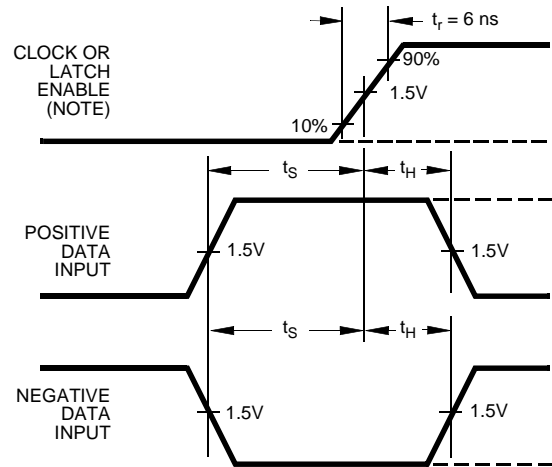 t_r = 6 ns
CLOCK OR
LATCH
ENABLE
(NOTE)
90%
1.5V
10%
t_S
t_H
POSITIVE
DATA
INPUT
1.5V
1.5V
t_S
t_H
NEGATIVE
DATA
INPUT
1.5V
1.5V